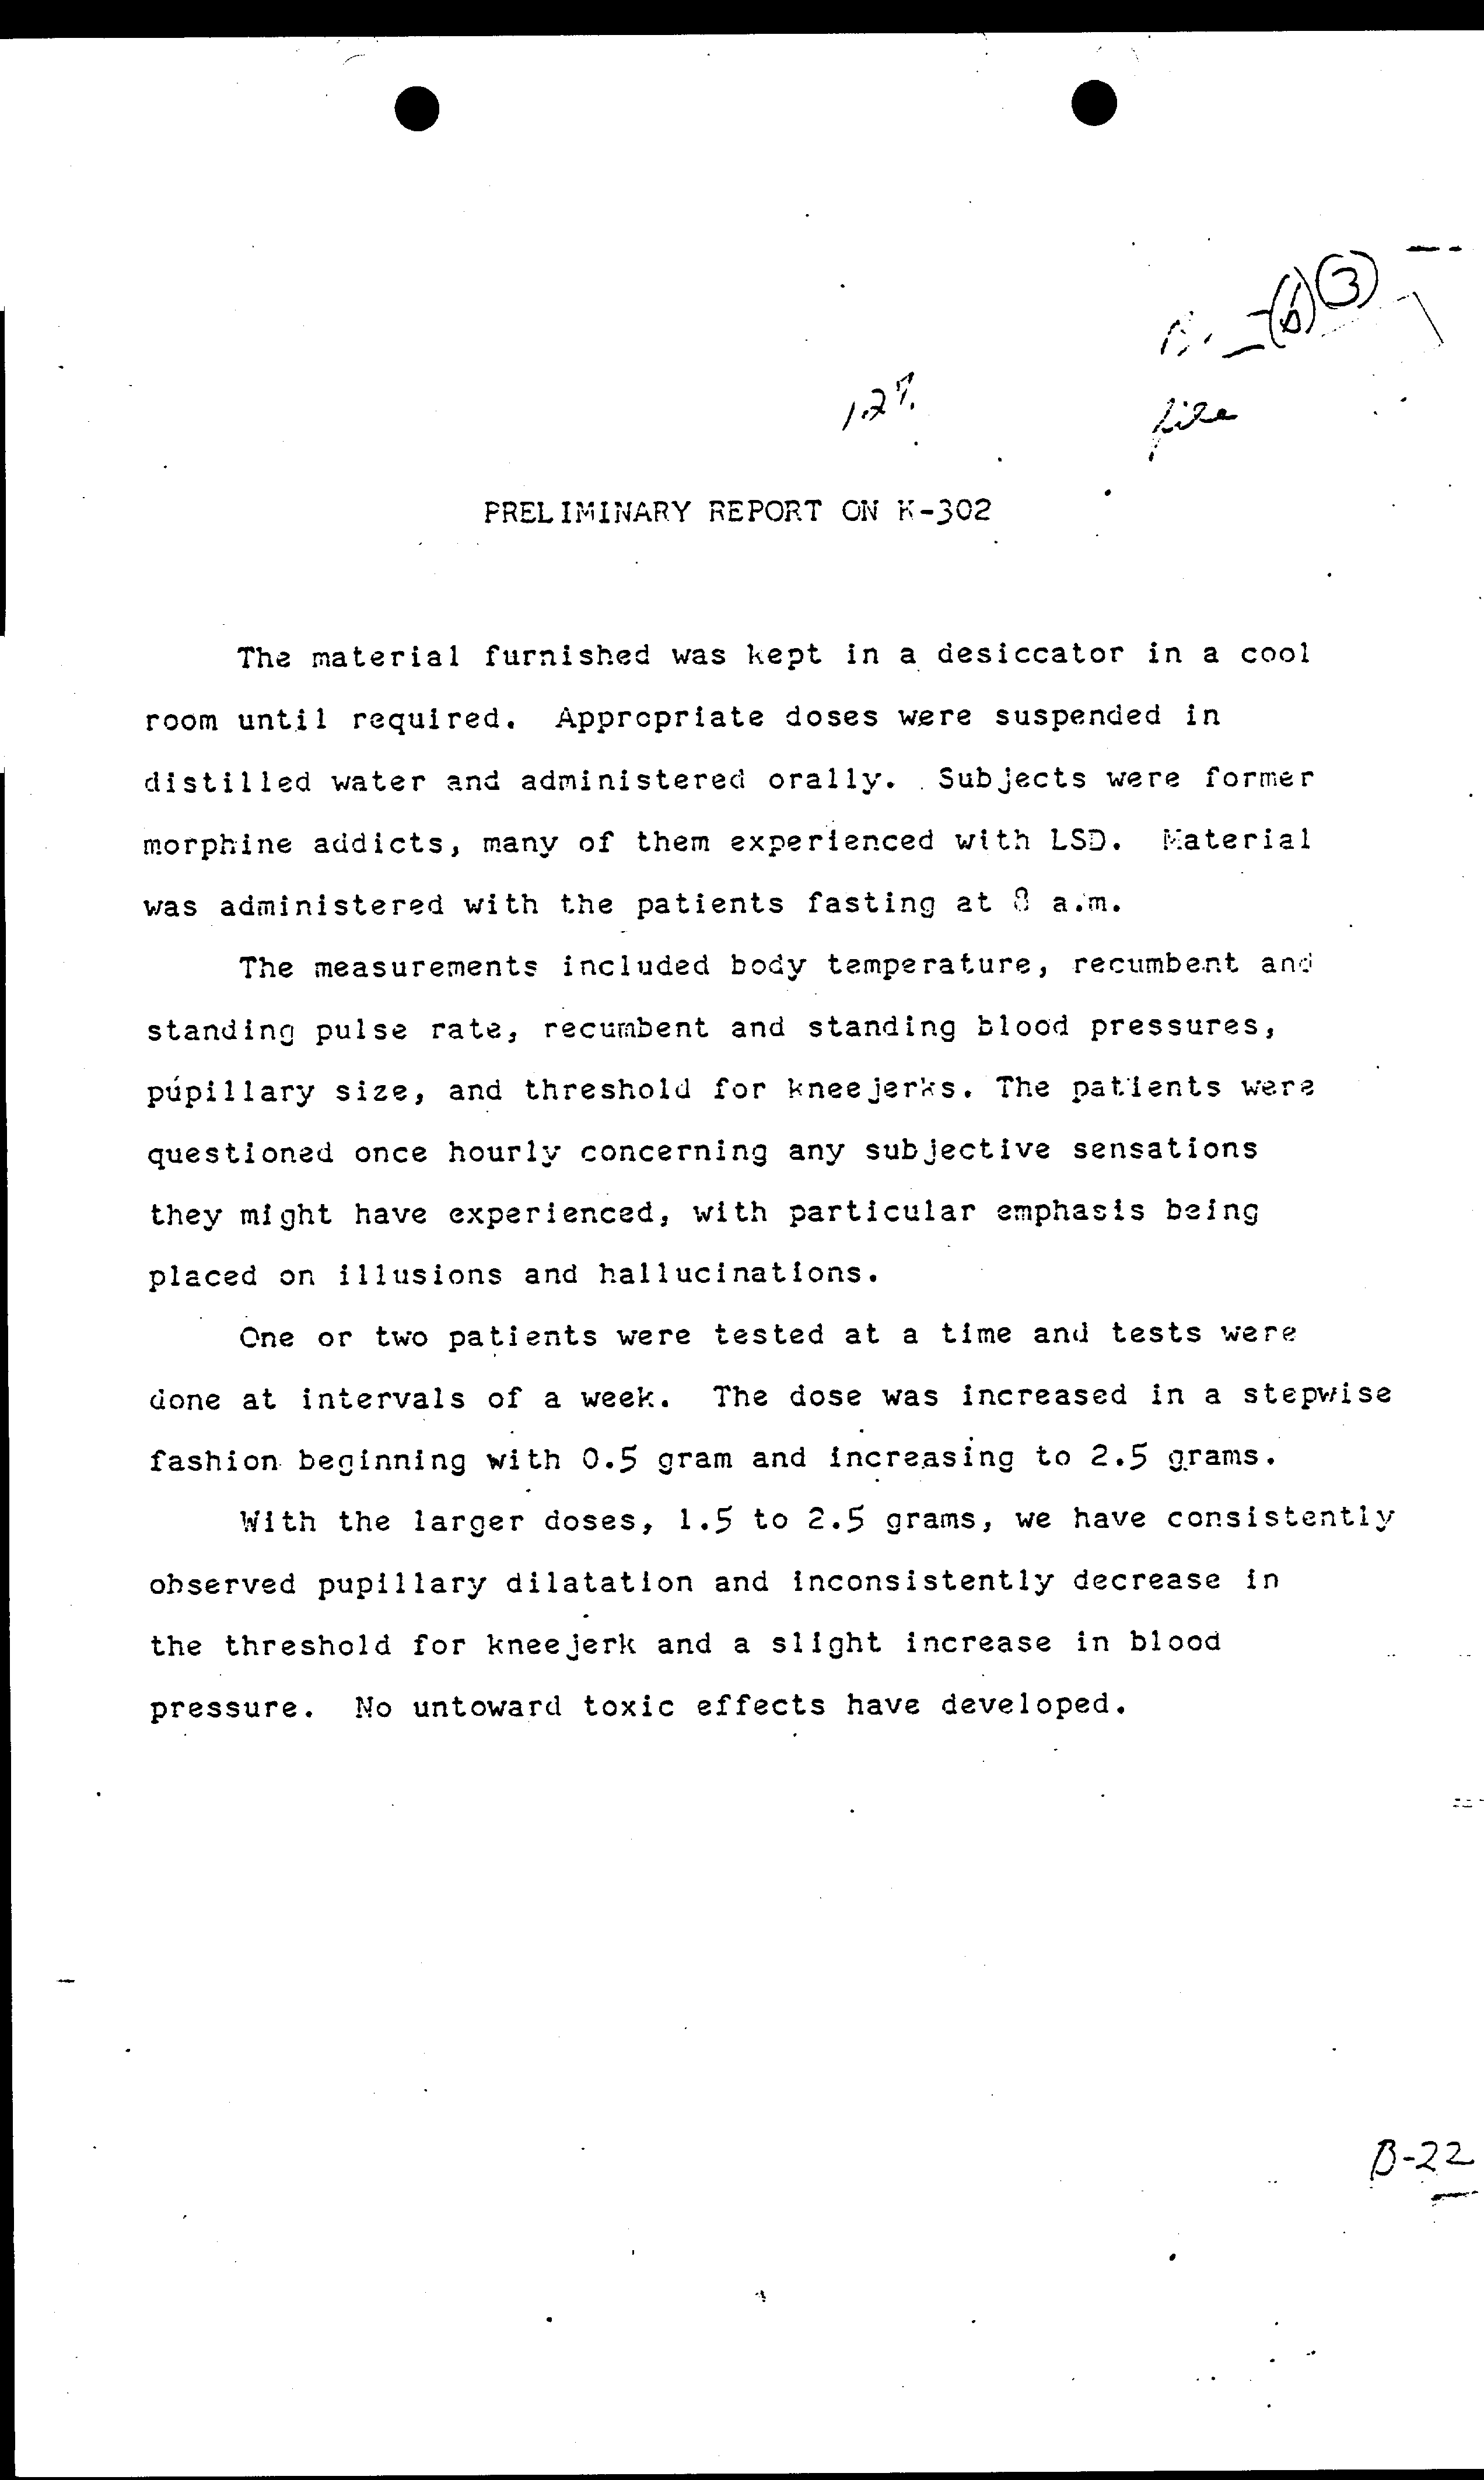 (b)(3)
file
PRELIMINARY REPORT ON K-302
The material furnished was kept in a desiccator in a cool
room until required. Appropriate doses were suspended in
distilled water and administered orally. Subjects were former
morphine addicts, many of them experienced with LSD. Material
was administered with the patients fasting at 8 a.m.
The measurements included body temperature, recumbent and
standing pulse rate, recumbent and standing blood pressures,
pupillary size, and threshold for kneejerks. The patients were
questioned once hourly concerning any subjective sensations
they might have experienced, with particular emphasis being
placed on illusions and hallucinations.
One or two patients were tested at a time and tests were
done at intervals of a week. The dose was increased in a stepwise
fashion beginning with 0.5 gram and increasing to 2.5 grams.
With the larger doses, 1.5 to 2.5 grams, we have consistently
observed pupillary dilatation and inconsistently decrease in
the threshold for kneejerk and a slight increase in blood
pressure. No untoward toxic effects have developed.
B-22